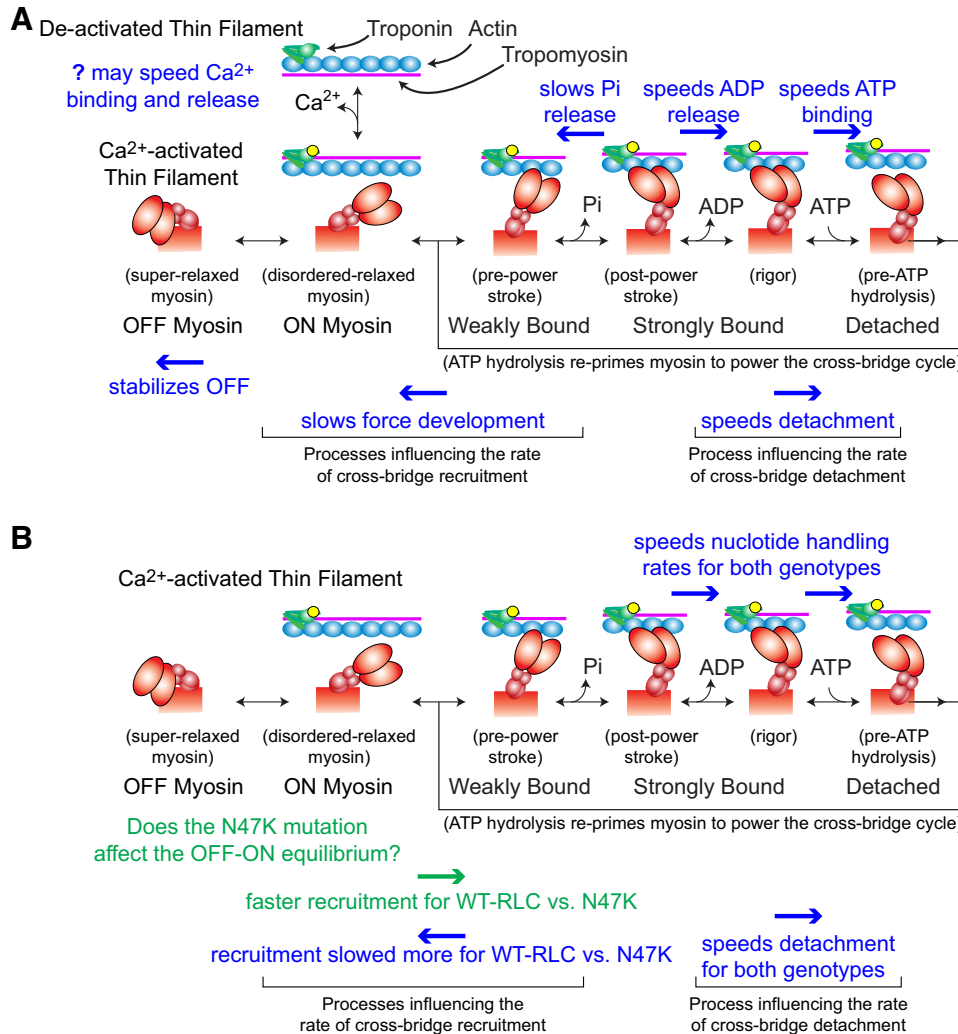 A
De-activated Thin Filament
Troponin
Actin
Tropomyosin
? may speed Ca2+
binding and release
Ca2+
slows Pi
release
speeds ADP
release
speeds ATP
binding
Ca2+-activated
Thin Filament
Pi
ADP
ATP
(super-relaxed
myosin)
OFF Myosin
(disordered-relaxed
myosin)
ON Myosin
(pre-power
stroke)
Weakly Bound
(post-power
stroke)
(rigor)
Strongly Bound
(pre-ATP
hydrolysis)
Detached
(ATP hydrolysis re-primes myosin to power the cross-bridge cycle)
stabilizes OFF
slows force development
speeds detachment
Processes influencing the rate
of cross-bridge recruitment
Process influencing the rate
of cross-bridge detachment
B
Ca2+-activated Thin Filament
speeds nuclotide handling
rates for both genotypes
Pi
ADP
ATP
(super-relaxed
myosin)
OFF Myosin
(disordered-relaxed
myosin)
ON Myosin
(pre-power
stroke)
Weakly Bound
(post-power
stroke)
(rigor)
Strongly Bound
(pre-ATP
hydrolysis)
Detached
(ATP hydrolysis re-primes myosin to power the cross-bridge cycle)
Does the N47K mutation
affect the OFF-ON equilibrium?
faster recruitment for WT-RLC vs. N47K
recruitment slowed more for WT-RLC vs. N47K
speeds detachment
for both genotypes
Processes influencing the
rate of cross-bridge recruitment
Process influencing the rate
of cross-bridge detachment